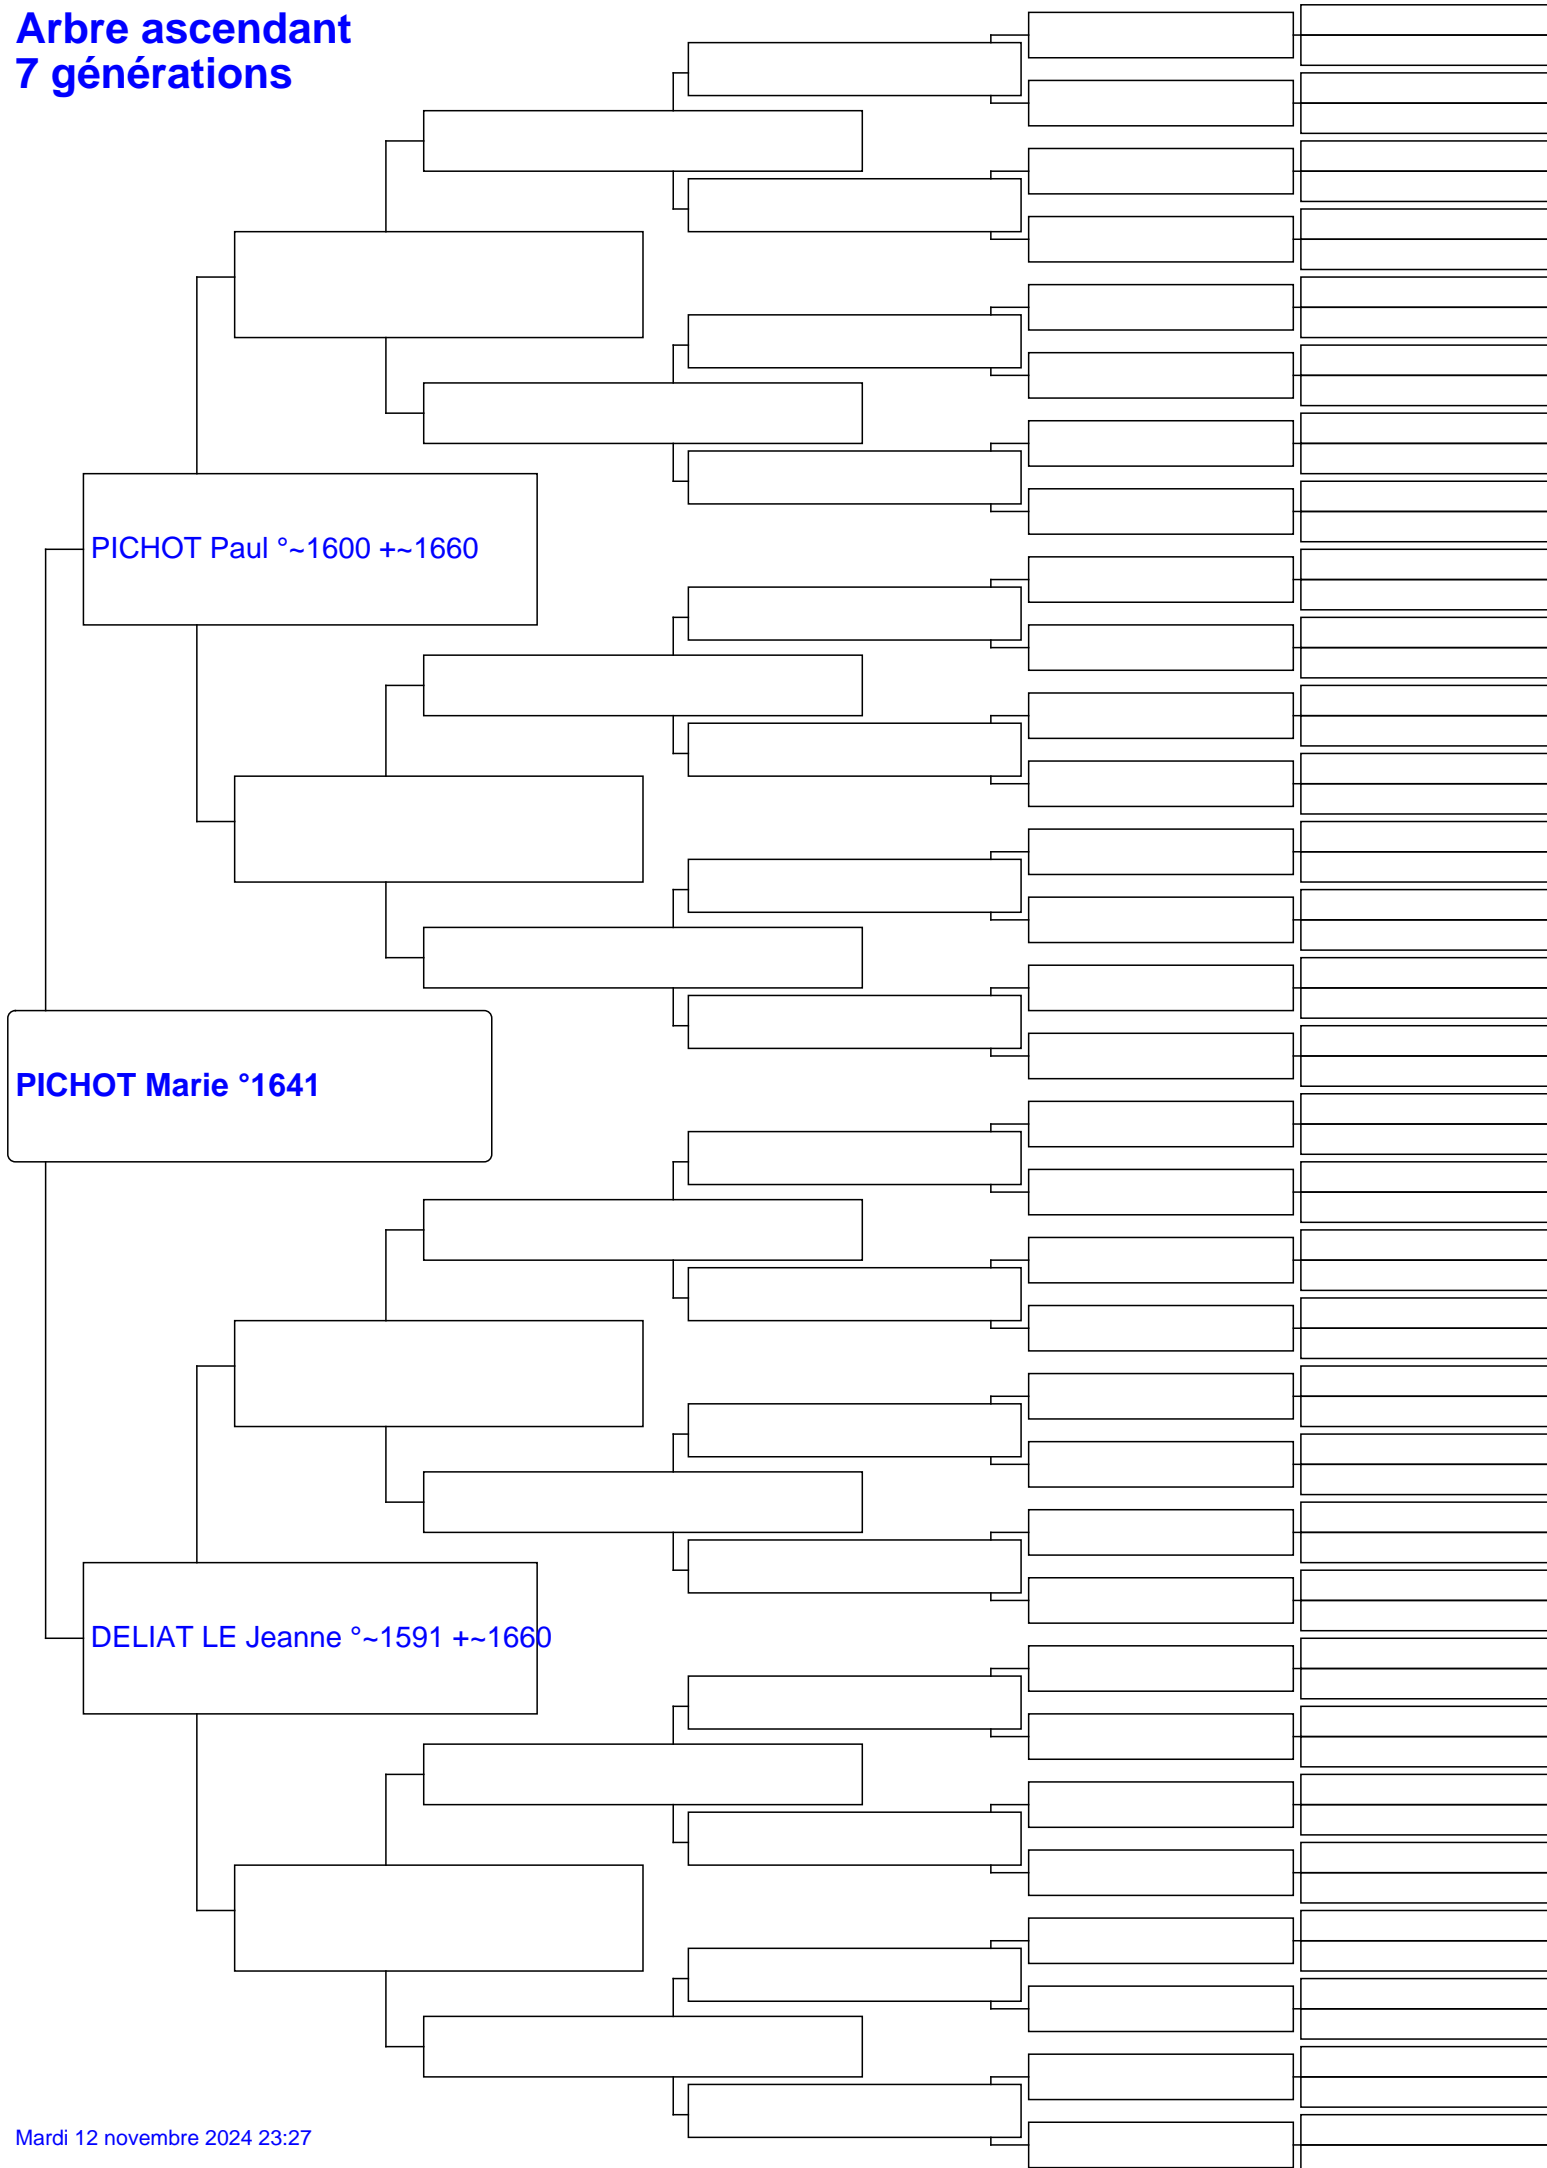 Arbre ascendant
7 générations
PICHOT Paul °~1600 +~1660
PICHOT Marie °1641
DELIAT LE Jeanne °~1591 +~1660
Mardi 12 novembre 2024 23:27